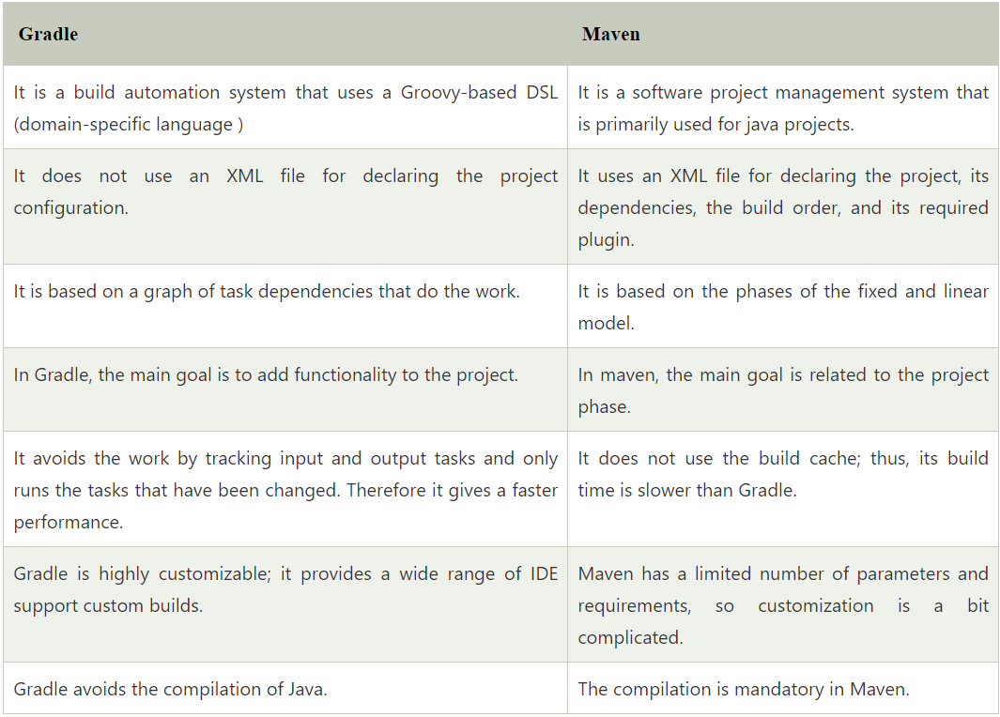 Gradle
Maven
It is a build automation system that uses a Groovy-based DSL
(domain-specific language )
It is a software project management system that
is primarily used for java projects.
It does not use an XML file for declaring the project
configuration.
It uses an XML file for declaring the project, its
dependencies, the build order, and its required
plugin.
It is based on a graph of task dependencies that do the work.
It is based on the phases of the fixed and linear
model.
In Gradle, the main goal is to add functionality to the project.
In maven, the main goal is related to the project
phase.
It avoids the work by tracking input and output tasks and only
runs the tasks that have been changed. Therefore it gives a faster
performance.
It does not use the build cache; thus, its build
time is slower than Gradle.
Gradle is highly customizable; it provides a wide range of IDE
support custom builds.
Maven has a limited number of parameters and
requirements, so customization is a bit
complicated.
Gradle avoids the compilation of Java.
The compilation is mandatory in Maven.